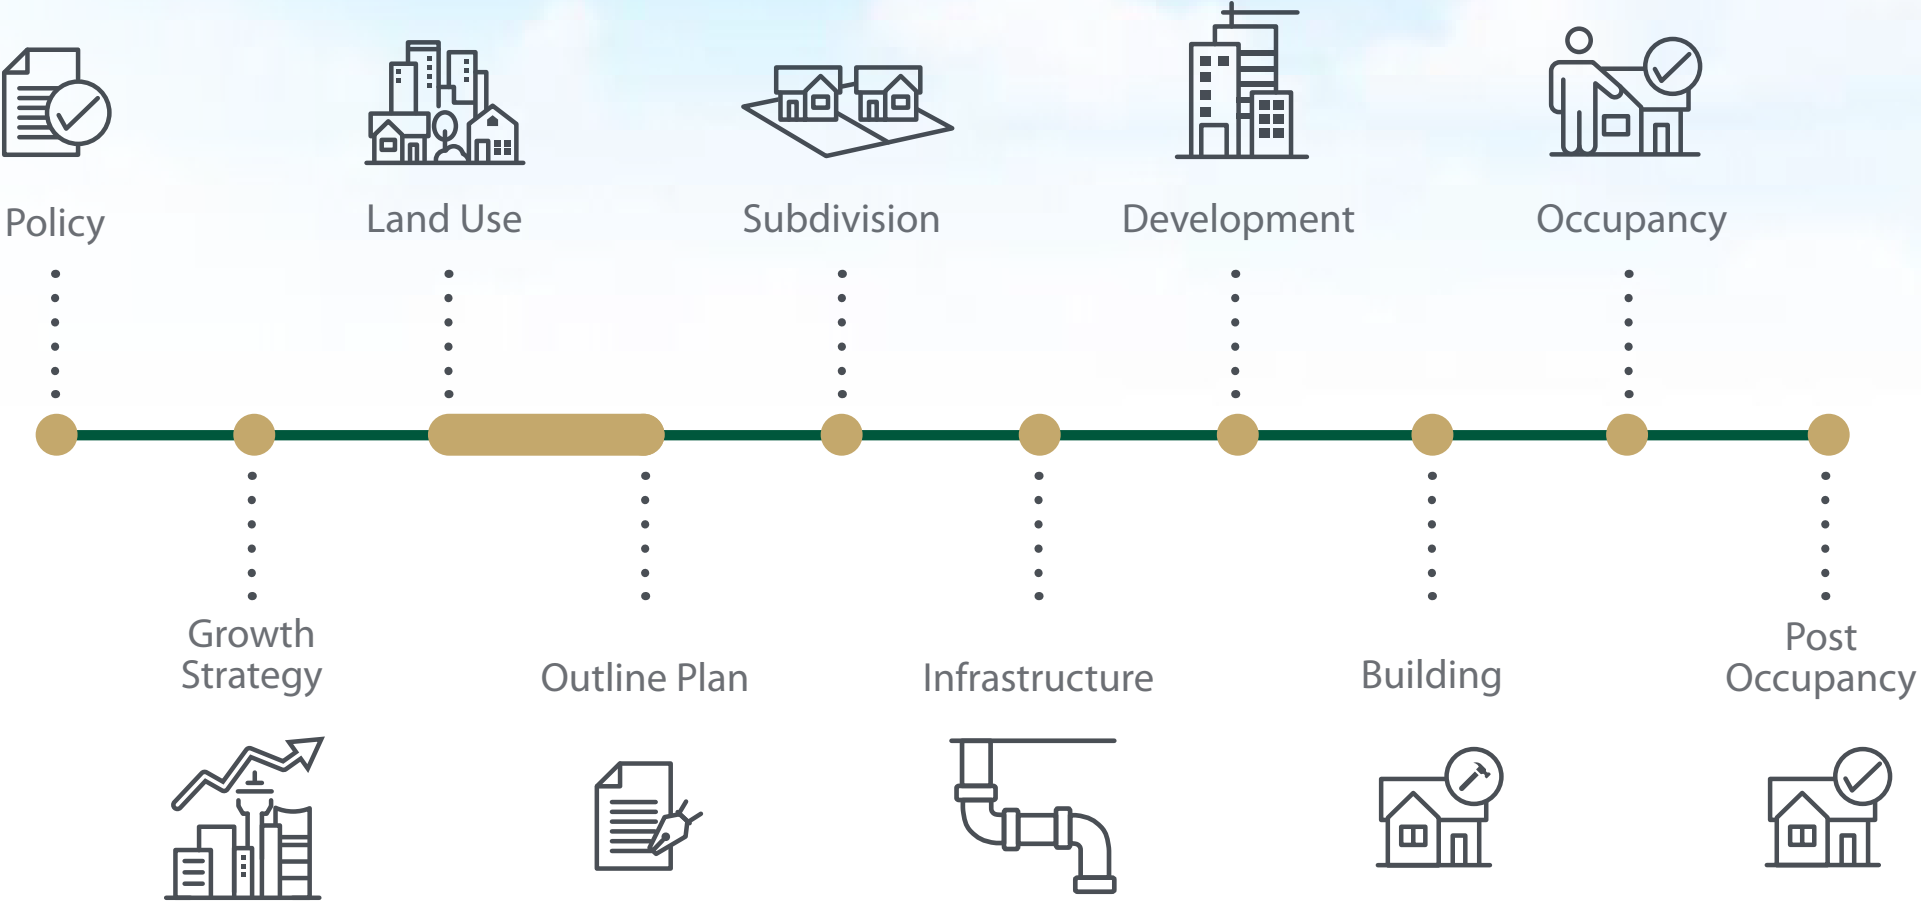 Policy
Land Use
Subdivision
Development
Occupancy
Growth
Strategy
Outline Plan
Infrastructure
Building
Post
Occupancy